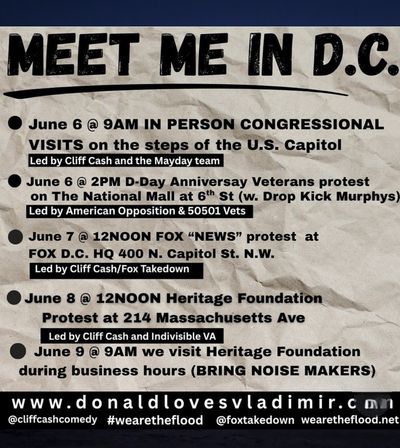 MEET ME IN D.C.
June 6 @ 9AM IN PERSON CONGRESSIONAL
VISITS on the steps of the U.S. Capitol
Led by Cliff Cash and the Mayday team
June 6 @ 2PM D-Day Anniversay Veterans protest
on The National Mall at 6th St (w. Drop Kick Murphys)
Led by American Opposition & 50501 Vets
June 7 @ 12NOON FOX “NEWS” protest at
FOX D.C. HQ 400 N. Capitol St. N.W.
Led by Cliff Cash/Fox Takedown
June 8 @ 12NOON Heritage Foundation
Protest at 214 Massachusetts Ave
Led by Cliff Cash and Indivisible VA
June 9 @ 9AM we visit Heritage Foundation
during business hours (BRING NOISE MAKERS)
www.donaldlovesvladimir.com
@cliffcashcomedy #wearetheflood @foxtakedown wearetheflood.net